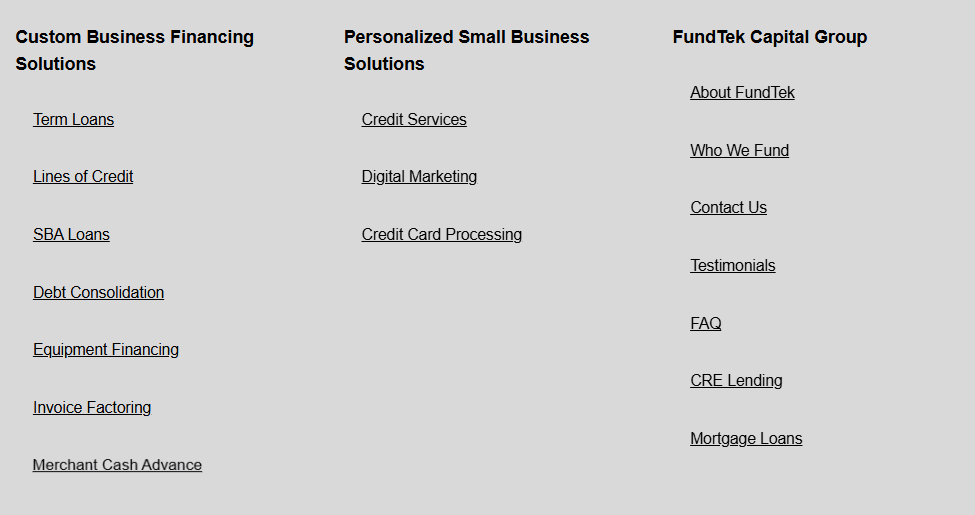 Custom Business Financing
Solutions
Term Loans
Lines of Credit
SBA Loans
Debt Consolidation
Equipment Financing
Invoice Factoring
Merchant Cash Advance
Personalized Small Business
Solutions
Credit Services
Digital Marketing
Credit Card Processing
FundTek Capital Group
About FundTek
Who We Fund
Contact Us
Testimonials
FAQ
CRE Lending
Mortgage Loans